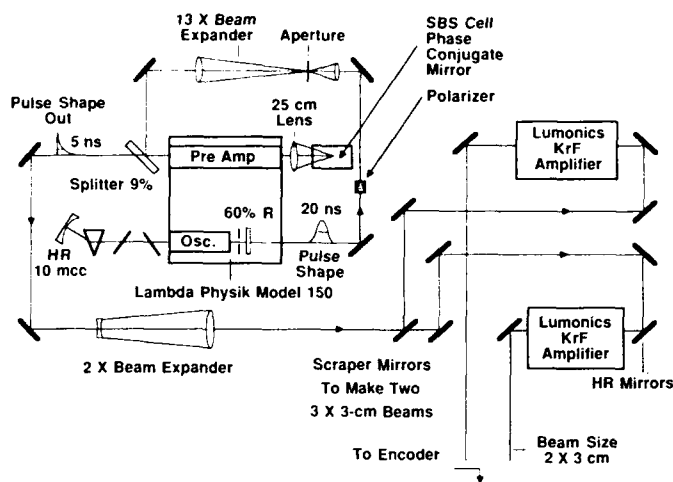 13 X Beam
Expander
Aperture
SBS Cell
Phase
Conjugate
Mirror
Polarizer
Pulse Shape
Out
5 ns
25 cm
Lens
Pre Amp
Splitter 9%
Lumonics
KrF
Amplifier
60% R
20 ns
HR
10 mcc
Osc.
Pulse
Shape
Lambda Physik Model 150
2 X Beam Expander
Scraper Mirrors
To Make Two
3 X 3-cm Beams
Lumonics
KrF
Amplifier
HR Mirrors
To Encoder
Beam Size
2 X 3 cm